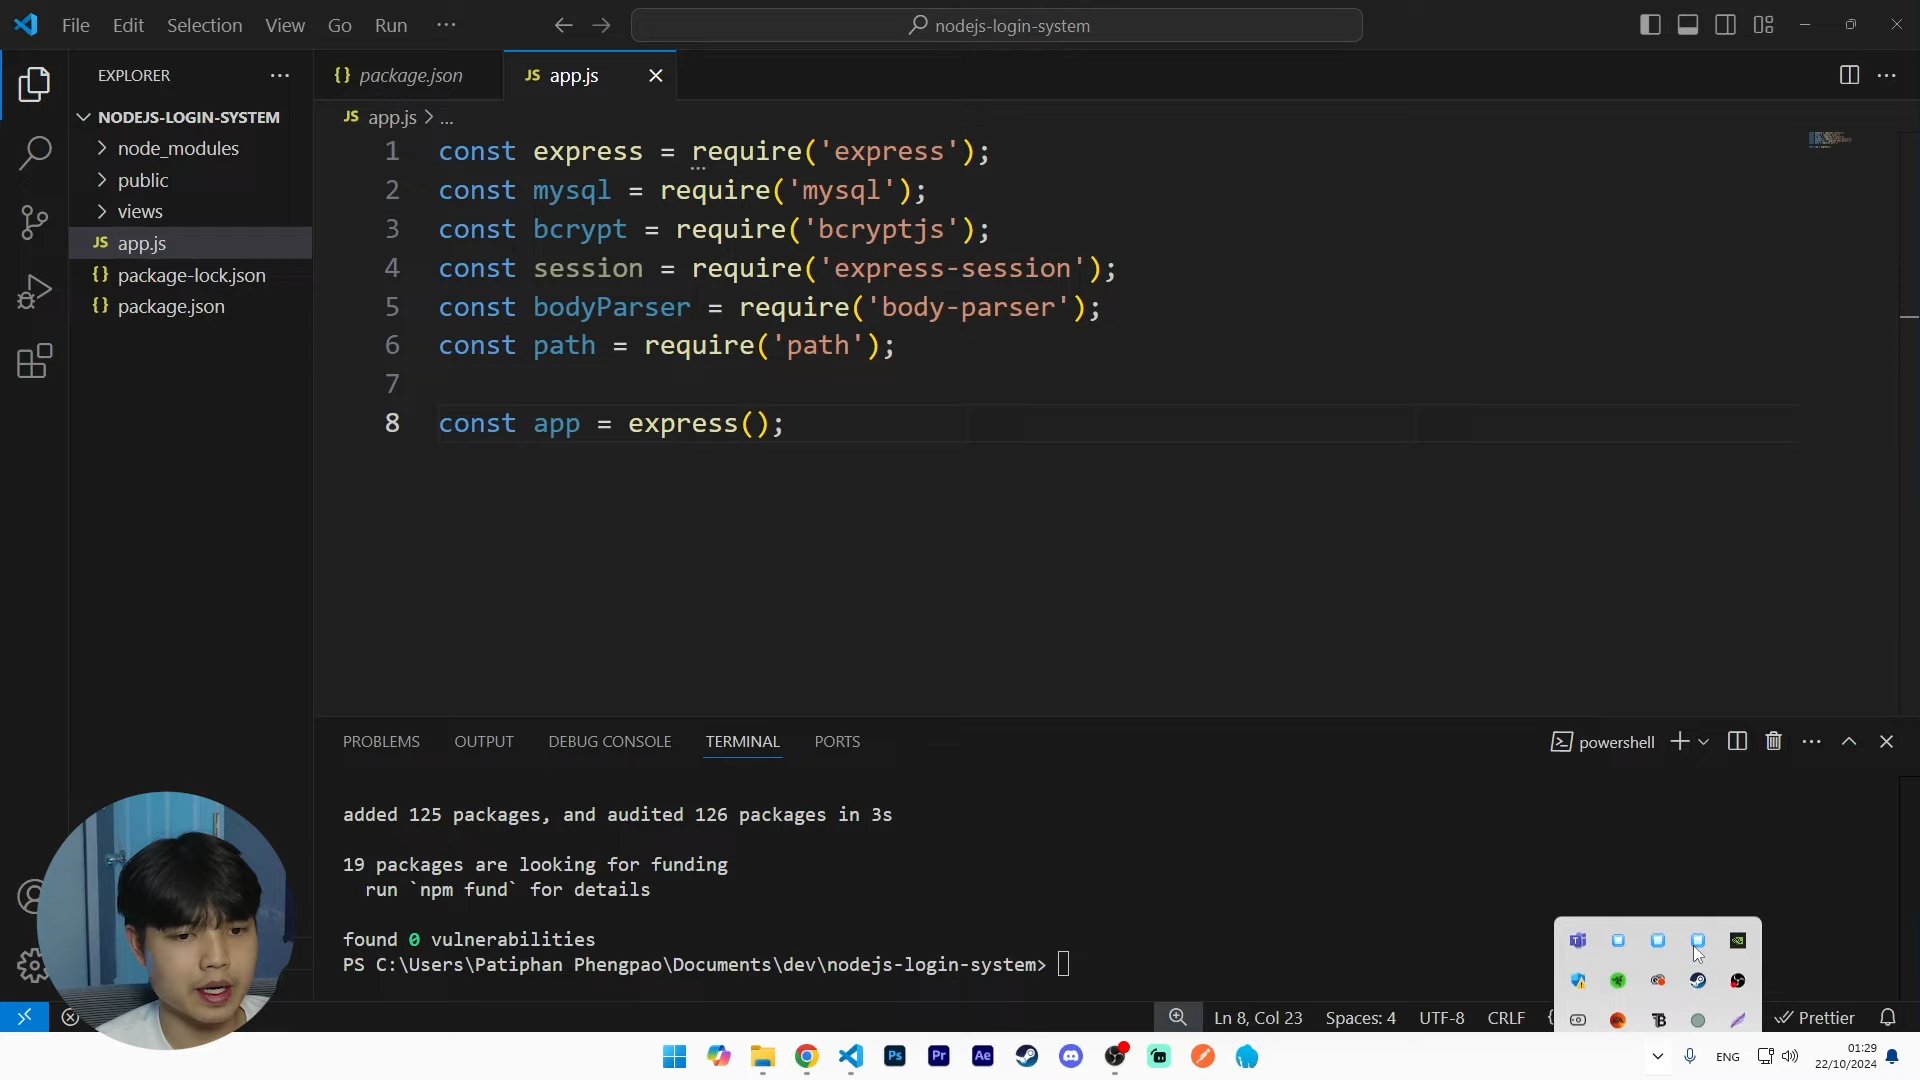 File Edit Selection View Go Run ···
nodejs-login-system
EXPLORER ···
NODEJS-LOGIN-SYSTEM
node_modules
public
views
JS app.js
{} package-lock.json
{} package.json
{} package.json
JS app.js
JS app.js > ...
1 const express = require('express');
2 const mysql = require('mysql');
3 const bcrypt = require('bcryptjs');
4 const session = require('express-session');
5 const bodyParser = require('body-parser');
6 const path = require('path');
7
8 const app = express();
PROBLEMS OUTPUT DEBUG CONSOLE TERMINAL PORTS
powershell
added 125 packages, and audited 126 packages in 3s
19 packages are looking for funding
run `npm fund` for details
found 0 vulnerabilities
PS C:\Users\Patiphan Phengpao\Documents\dev\nodejs-login-system>
Ln 8, Col 23 Spaces: 4 UTF-8 CRLF { Prettier
Ps Pr Ae
ENG
01:29
22/10/2024